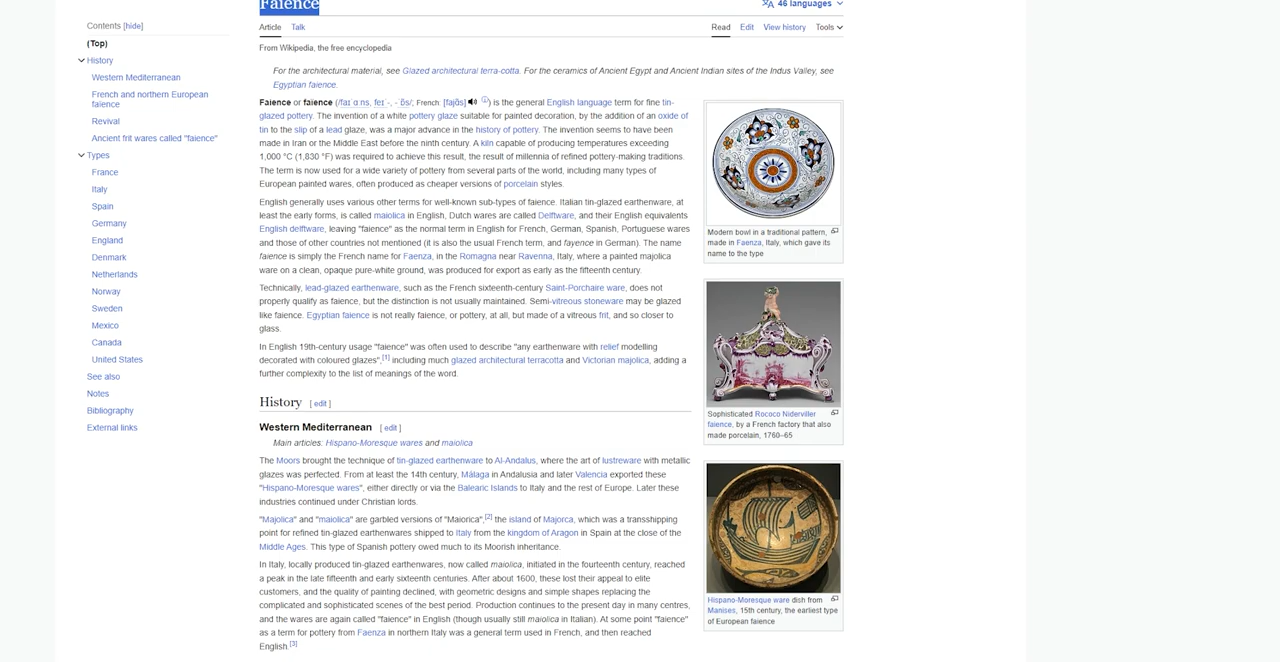 Faience
46 languages
Contents [hide]
Article Talk
Read Edit View history Tools
(Top)
From Wikipedia, the free encyclopedia
History
Western Mediterranean
French and northern European
faience
Revival
Ancient frit wares called "faience"
Types
France
Italy
Spain
Germany
England
Denmark
Netherlands
Norway
Sweden
Mexico
Canada
United States
See also
Notes
Bibliography
External links
For the architectural material, see Glazed architectural terra-cotta. For the ceramics of Ancient Egypt and Ancient Indian sites of the Indus Valley, see
Egyptian faience.
Faience or faïence (French: [fajɑ̃s]) is the general English language term for fine tin-
glazed pottery. The invention of a white pottery glaze suitable for painted decoration, by the addition of an oxide of
tin to the slip of a lead glaze, was a major advance in the history of pottery. The invention seems to have been
made in Iran or the Middle East before the ninth century. A kiln capable of producing temperatures exceeding
1,000 °C (1,830 °F) was required to achieve this result, the result of millennia of refined pottery-making traditions.
The term is now used for a wide variety of pottery from several parts of the world, including many types of
European painted wares, often produced as cheaper versions of porcelain styles.
English generally uses various other terms for well-known sub-types of faience. Italian tin-glazed earthenware, at
least the early forms, is called maiolica in English, Dutch wares are called Delftware, and their English equivalents
English delftware, leaving "faience" as the normal term in English for French, German, Spanish, Portuguese wares
and those of other countries not mentioned (it is also the usual French term, and fayence in German). The name
faience is simply the French name for Faenza, in the Romagna near Ravenna, Italy, where a painted majolica
ware on a clean, opaque pure-white ground, was produced for export as early as the fifteenth century.
Technically, lead-glazed earthenware, such as the French sixteenth-century Saint-Porchaire ware, does not
properly qualify as faience, but the distinction is not usually maintained. Semi-vitreous stoneware may be glazed
like faience. Egyptian faience is not really faience, or pottery, at all, but made of a vitreous frit, and so closer to
glass.
In English 19th-century usage "faience" was often used to describe "any earthenware with relief modelling
decorated with coloured glazes",[1] including much glazed architectural terracotta and Victorian majolica, adding a
further complexity to the list of meanings of the word.
History [ edit ]
Western Mediterranean [ edit ]
Main articles: Hispano-Moresque wares and maiolica
The Moors brought the technique of tin-glazed earthenware to Al-Andalus, where the art of lustreware with metallic
glazes was perfected. From at least the 14th century, Málaga in Andalusia and later Valencia exported these
"Hispano-Moresque wares", either directly or via the Balearic Islands to Italy and the rest of Europe. Later these
industries continued under Christian lords.
"Majolica" and "maiolica" are garbled versions of "Maiorica",[2] the island of Majorca, which was a transshipping
point for refined tin-glazed earthenwares shipped to Italy from the kingdom of Aragon in Spain at the close of the
Middle Ages. This type of Spanish pottery owed much to its Moorish inheritance.
In Italy, locally produced tin-glazed earthenwares, now called maiolica, initiated in the fourteenth century, reached
a peak in the late fifteenth and early sixteenth centuries. After about 1600, these lost their appeal to elite
customers, and the quality of painting declined, with geometric designs and simple shapes replacing the
complicated and sophisticated scenes of the best period. Production continues to the present day in many centres,
and the wares are again called "faience" in English (though usually still maiolica in Italian). At some point "faience"
as a term for pottery from Faenza in northern Italy was a general term used in French, and then reached
English.[3]
Modern bowl in a traditional pattern,
made in Faenza, Italy, which gave its
name to the type
Sophisticated Rococo Niderviller
faience, by a French factory that also
made porcelain, 1760–65
Hispano-Moresque ware dish from
Manises, 15th century, the earliest type
of European faience